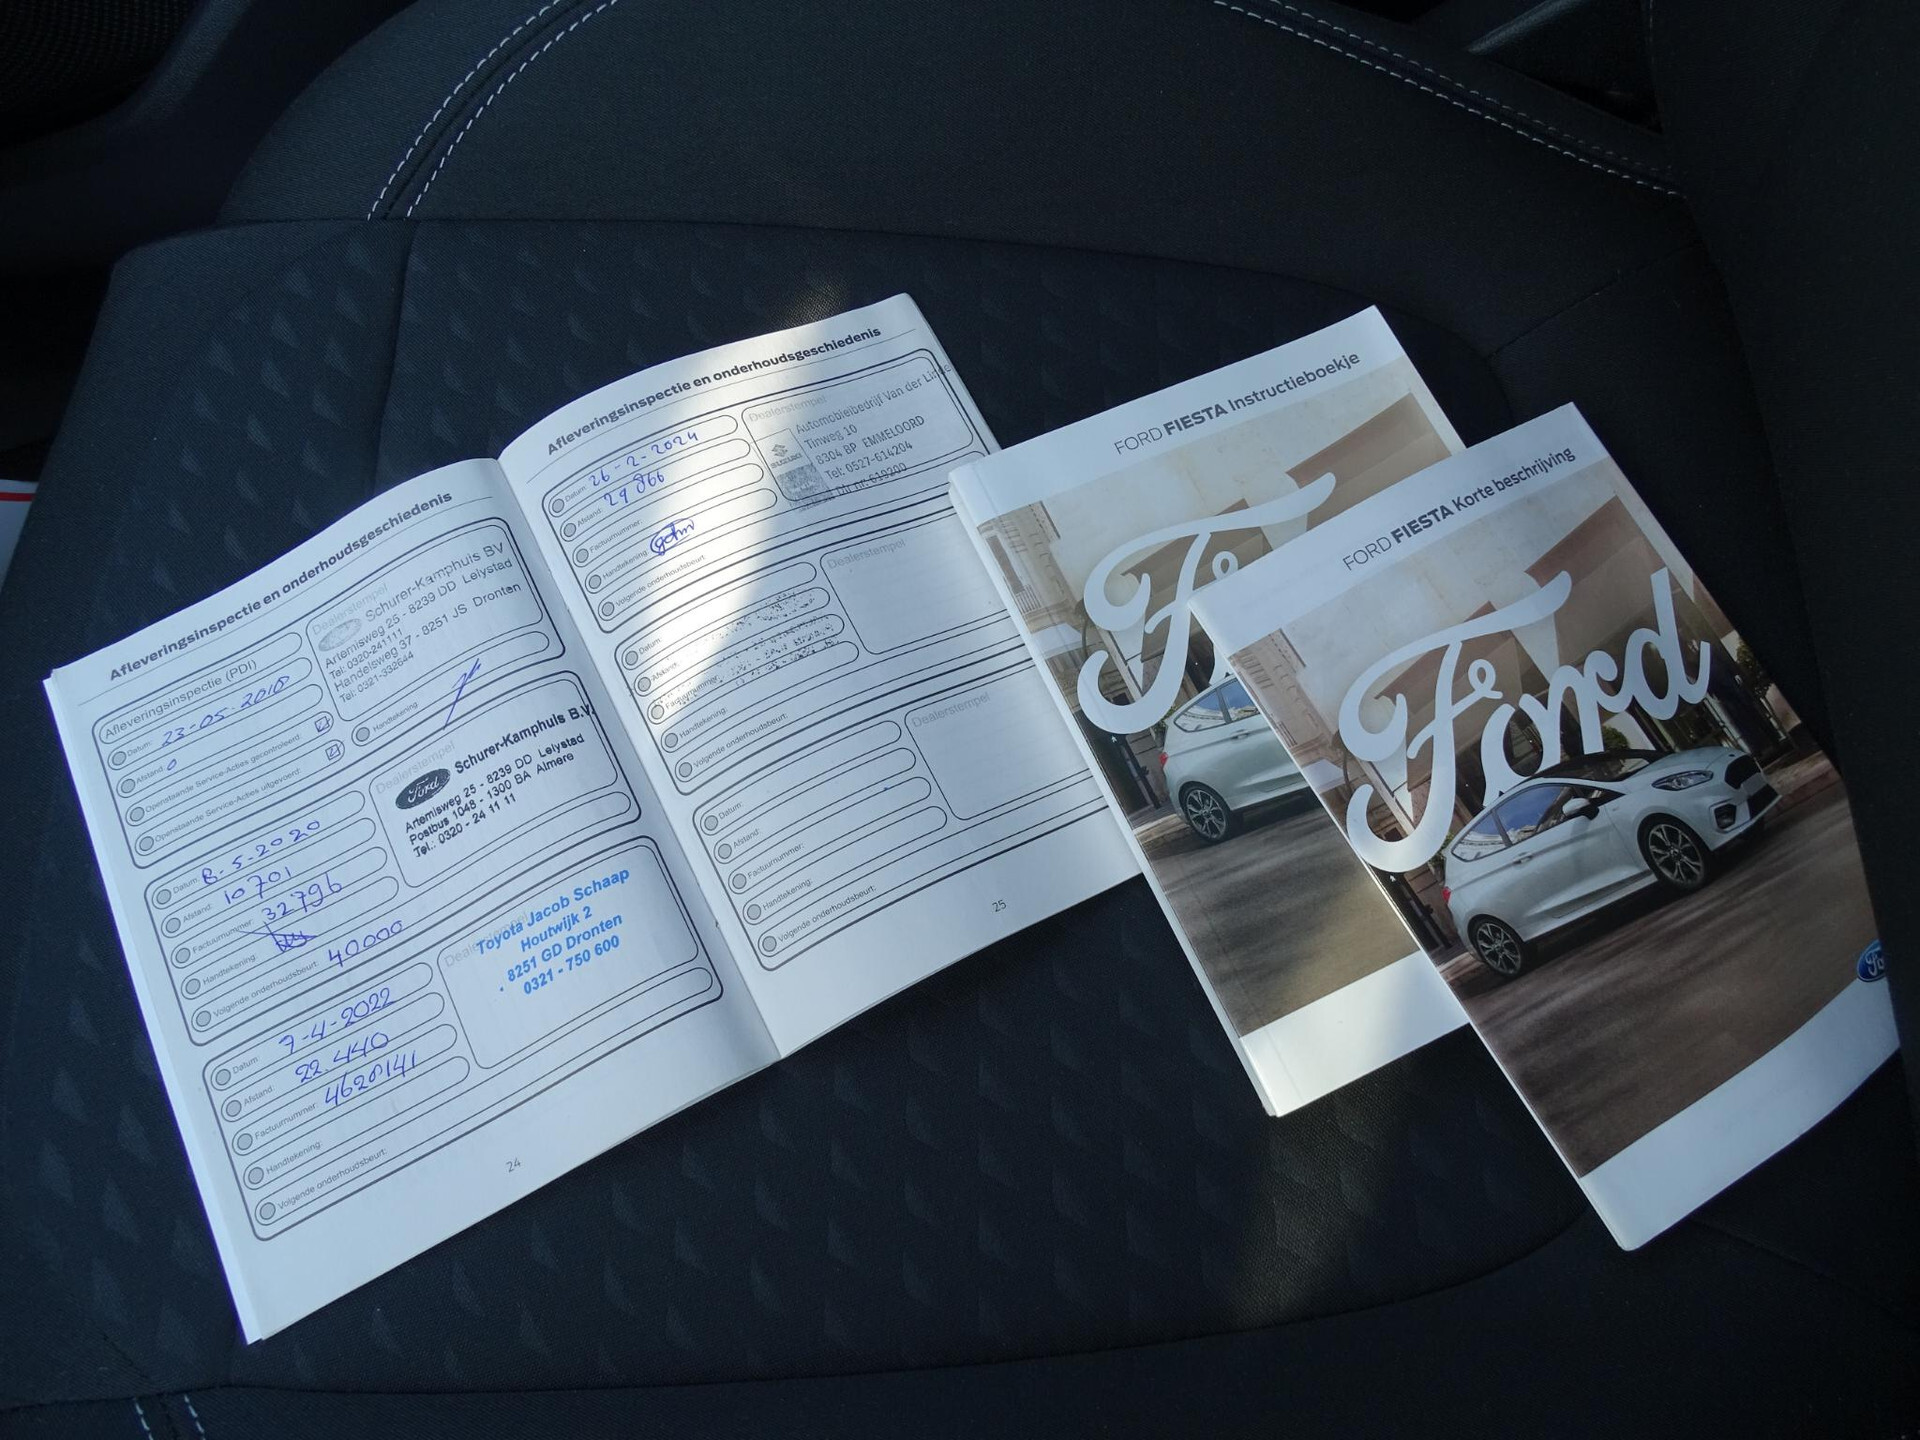 Afleveringsinspectie en onderhoudsgeschiedenis
Afleveringsinspectie (PDI)
Datum: 23-05-2018
Afstand: 0
Openstaande Service-Acties gecontroleerd:
Openstaande Service-Acties uitgevoerd:
Dealerstempel
Schurer-Kamphuis BV
Artemisweg 25 - 8239 DD Lelystad
Tel: 0320-241111
Handelsweg 37 - 8251 JS Dronten
Tel: 0321-332644
Handtekening:
Datum: 8-5-2020
Afstand: 10701
Factuurnummer: 32796
Handtekening:
Volgende onderhoudsbeurt: 40000
Dealerstempel
Ford
Schurer-Kamphuis B.V.
Artemisweg 25 - 8239 DD Lelystad
Postbus 1048 - 1300 BA Almere
Tel.: 0320 - 24 11 11
Datum: 7-4-2022
Afstand: 22.440
Factuurnummer: 4628141
Handtekening:
Volgende onderhoudsbeurt:
Toyota Jacob Schaap
Houtwijk 2
8251 GD Dronten
0321 - 750 600
24
Afleveringsinspectie en onderhoudsgeschiedenis
Datum: 26-2-2024
Afstand: 29866
Factuurnummer:
Handtekening:
Volgende onderhoudsbeurt:
Dealerstempel
SUZUKI
Automobielbedrijf Van der Linde
Tinweg 10
8304 BP EMMELOORD
Tel: 0527-614204
Datum:
Afstand:
Factuurnummer:
Handtekening:
Volgende onderhoudsbeurt:
Dealerstempel
Datum:
Afstand:
Factuurnummer:
Handtekening:
Volgende onderhoudsbeurt:
Dealerstempel
25
FORD FIESTA Instructieboekje
FORD FIESTA Korte beschrijving
Ford